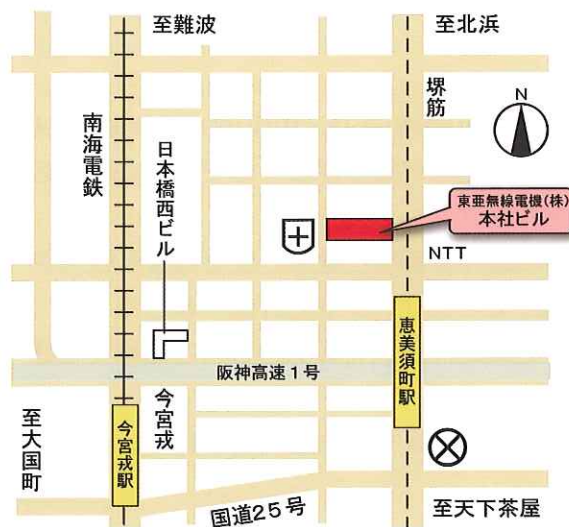 至難波
至北浜
堺筋
N
南海電鉄
日本橋西ビル
東亜無線電機(株)
本社ビル
NTT
恵美須町駅
阪神高速1号
今宮戎
至大国町
今宮戎駅
国道25号
至天下茶屋